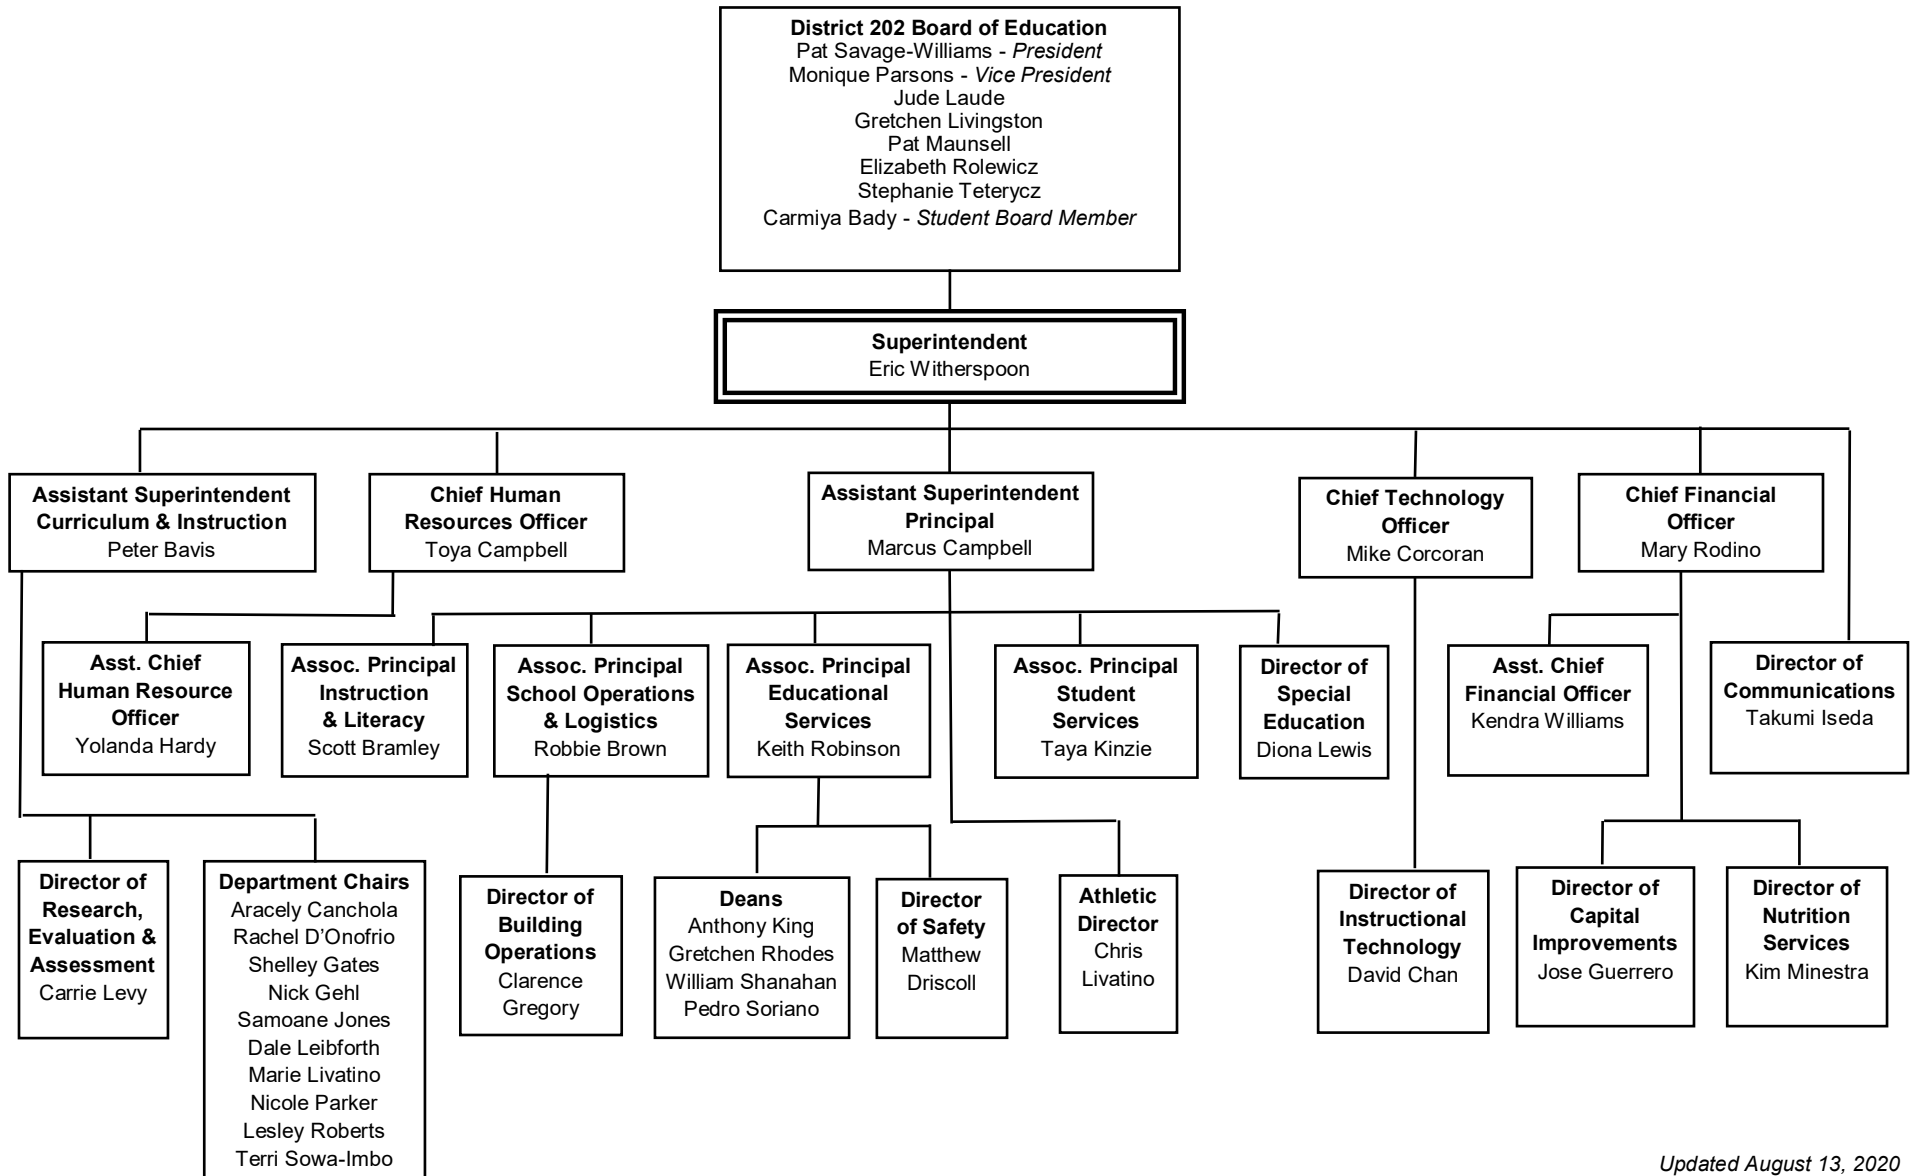 District 202 Board of Education
Pat Savage-Williams - President
Monique Parsons - Vice President
Jude Laude
Gretchen Livingston
Pat Maunsell
Elizabeth Rolewicz
Stephanie Teterycz
Carmiya Bady - Student Board Member
Superintendent
Eric Witherspoon
Assistant Superintendent
Curriculum & Instruction
Peter Bavis
Chief Human
Resources Officer
Toya Campbell
Assistant Superintendent
Principal
Marcus Campbell
Chief Technology
Officer
Mike Corcoran
Chief Financial
Officer
Mary Rodino
Asst. Chief
Human Resource
Officer
Yolanda Hardy
Assoc. Principal
Instruction
& Literacy
Scott Bramley
Assoc. Principal
School Operations
& Logistics
Robbie Brown
Assoc. Principal
Educational
Services
Keith Robinson
Assoc. Principal
Student
Services
Taya Kinzie
Director of
Special
Education
Diona Lewis
Asst. Chief
Financial Officer
Kendra Williams
Director of
Communications
Takumi Iseda
Director of
Research,
Evaluation &
Assessment
Carrie Levy
Department Chairs
Aracely Canchola
Rachel D’Onofrio
Shelley Gates
Nick Gehl
Samoane Jones
Dale Leibforth
Marie Livatino
Nicole Parker
Lesley Roberts
Terri Sowa-Imbo
Director of
Building
Operations
Clarence
Gregory
Deans
Anthony King
Gretchen Rhodes
William Shanahan
Pedro Soriano
Director
of Safety
Matthew
Driscoll
Athletic
Director
Chris
Livatino
Director of
Instructional
Technology
David Chan
Director of
Capital
Improvements
Jose Guerrero
Director of
Nutrition
Services
Kim Minestra
Updated August 13, 2020